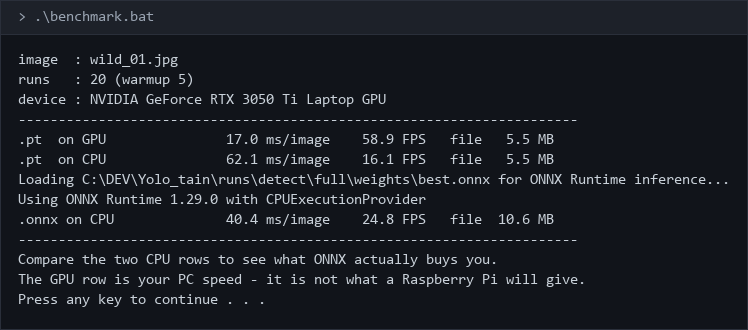 > .\benchmark.bat
image  : wild_01.jpg
runs   : 20 (warmup 5)
device : NVIDIA GeForce RTX 3050 Ti Laptop GPU
----------------------------------------------------------------------
.pt  on GPU               17.0 ms/image    58.9 FPS   file   5.5 MB
.pt  on CPU               62.1 ms/image    16.1 FPS   file   5.5 MB
Loading C:\DEV\Yolo_tain\runs\detect\full\weights\best.onnx for ONNX Runtime inference...
Using ONNX Runtime 1.29.0 with CPUExecutionProvider
.onnx on CPU              40.4 ms/image    24.8 FPS   file  10.6 MB
----------------------------------------------------------------------
Compare the two CPU rows to see what ONNX actually buys you.
The GPU row is your PC speed - it is not what a Raspberry Pi will give.
Press any key to continue . . .